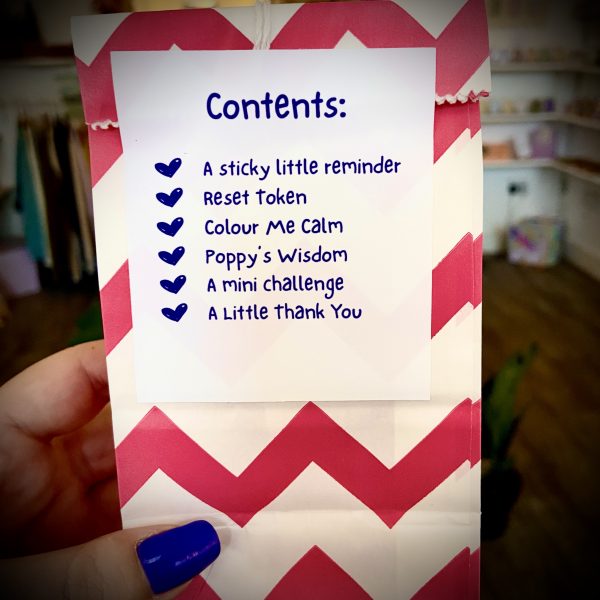 Contents:
A sticky little reminder
Reset Token
Colour Me Calm
Poppy's Wisdom
A mini challenge
A Little Thank You